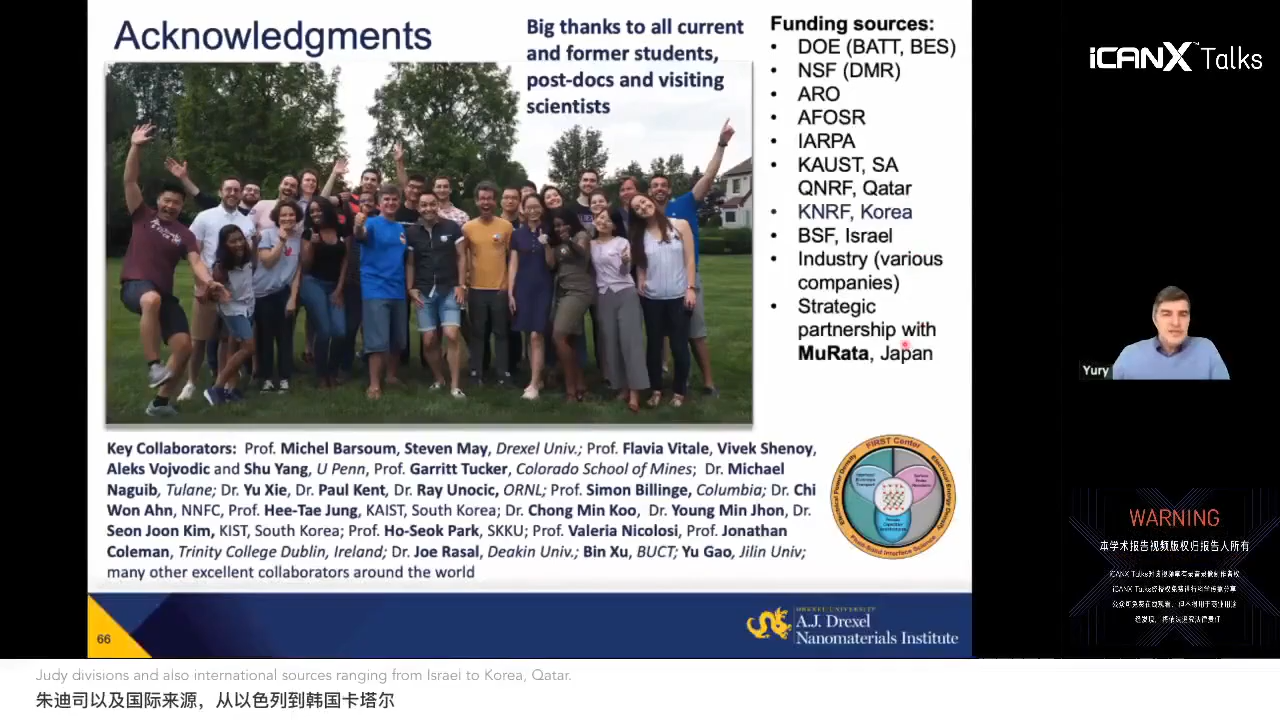 Acknowledgments
Big thanks to all current
and former students,
post-docs and visiting
scientists
Funding sources:
• DOE (BATT, BES)
• NSF (DMR)
• ARO
• AFOSR
• IARPA
• KAUST, SA
QNRF, Qatar
• KNRF, Korea
• BSF, Israel
• Industry (various
companies)
• Strategic
partnership with
MuRata, Japan
Key Collaborators: Prof. Michel Barsoum, Steven May, Drexel Univ.; Prof. Flavia Vitale, Vivek Shenoy,
Aleks Vojvodic and Shu Yang, U Penn, Prof. Garritt Tucker, Colorado School of Mines; Dr. Michael
Naguib, Tulane; Dr. Yu Xie, Dr. Paul Kent, Dr. Ray Unocic, ORNL; Prof. Simon Billinge, Columbia; Dr. Chi
Won Ahn, NNFC, Prof. Hee-Tae Jung, KAIST, South Korea; Dr. Chong Min Koo, Dr. Young Min Jhon, Dr.
Seon Joon Kim, KIST, South Korea; Prof. Ho-Seok Park, SKKU; Prof. Valeria Nicolosi, Prof. Jonathan
Coleman, Trinity College Dublin, Ireland; Dr. Joe Rasal, Deakin Univ.; Bin Xu, BUCT; Yu Gao, Jilin Univ;
many other excellent collaborators around the world
FIRST Center
Fluid-Solid Interface Science
66
DREXEL UNIVERSITY
A.J. Drexel
Nanomaterials Institute
iCANX Talks
Yury
WARNING
本学术报告视频版权归报告人所有
Judy divisions and also international sources ranging from Israel to Korea, Qatar.
朱迪司以及国际来源，从以色列到韩国卡塔尔